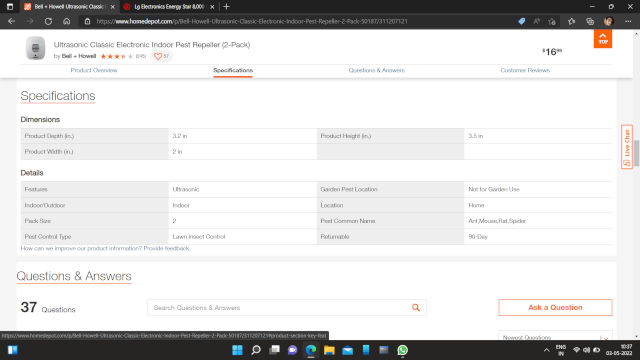 Bell + Howell Ultrasonic Classic
Lg Electronics Energy Star 8,000
https://www.homedepot.com/p/Bell-Howell-Ultrasonic-Classic-Electronic-Indoor-Pest-Repeller-2-Pack-50187/311207121
Ultrasonic Classic Electronic Indoor Pest Repeller (2-Pack)
by Bell + Howell
57
$16 99
TOP
Product Overview
Specifications
Questions & Answers
Customer Reviews
Specifications
Dimensions
Product Depth (in.) 3.2 in Product Height (in.) 3.5 in
Product Width (in.) 2 in
Live Chat
Details
Features Ultrasonic Garden Pest Location Not for Garden Use
Indoor/Outdoor Indoor Location Home
Pack Size 2 Pest Common Name Ant,Mouse,Rat,Spider
Pest Control Type Lawn Insect Control Returnable 90-Day
How can we improve our product information? Provide feedback.
Questions & Answers
37 Questions
Search Questions & Answers
Ask a Question
Newest Questions
https://www.homedepot.com/p/Bell-Howell-Ultrasonic-Classic-Electronic-Indoor-Pest-Repeller-2-Pack-50187/311207121#product-section-key-feat
ENG
IN
10:37
03-05-2022